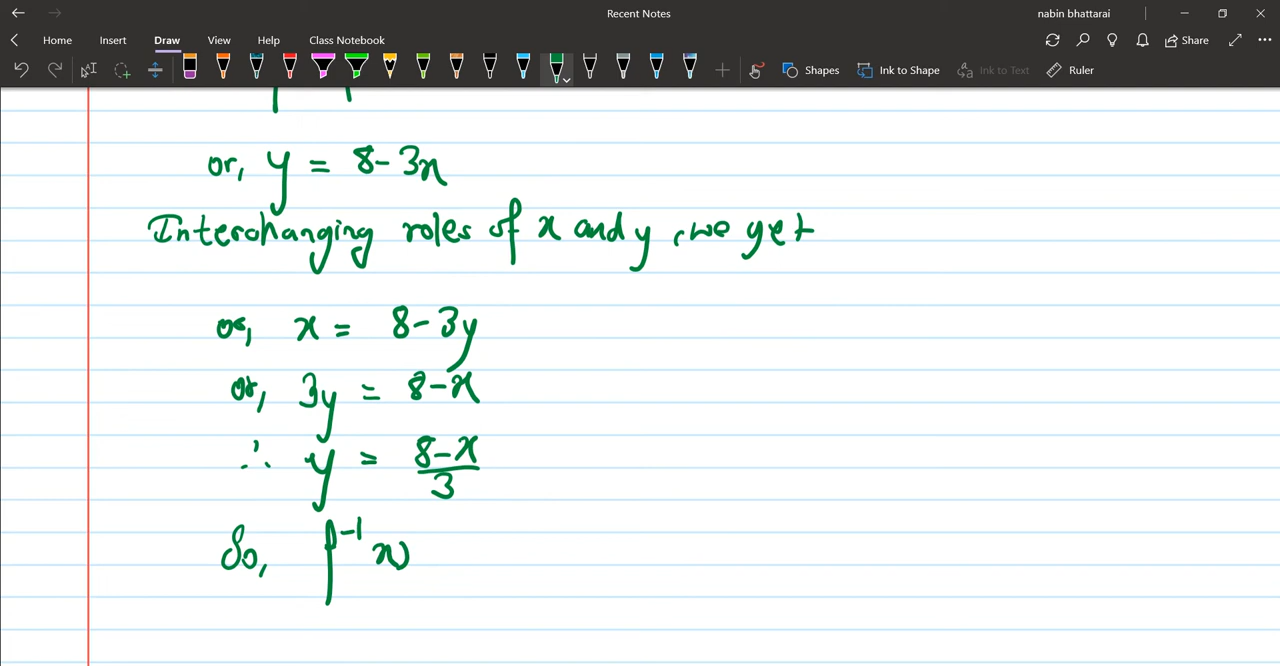 Recent Notes
nabin bhattarai
Home Insert Draw View Help Class Notebook
Share
Shapes Ink to Shape Ink to Text Ruler
or, y = 8-3x
Interchanging roles of x and y, we get
or, x = 8-3y
or, 3y = 8-x
∴ y = (8-x)/3
So, f⁻¹ x)